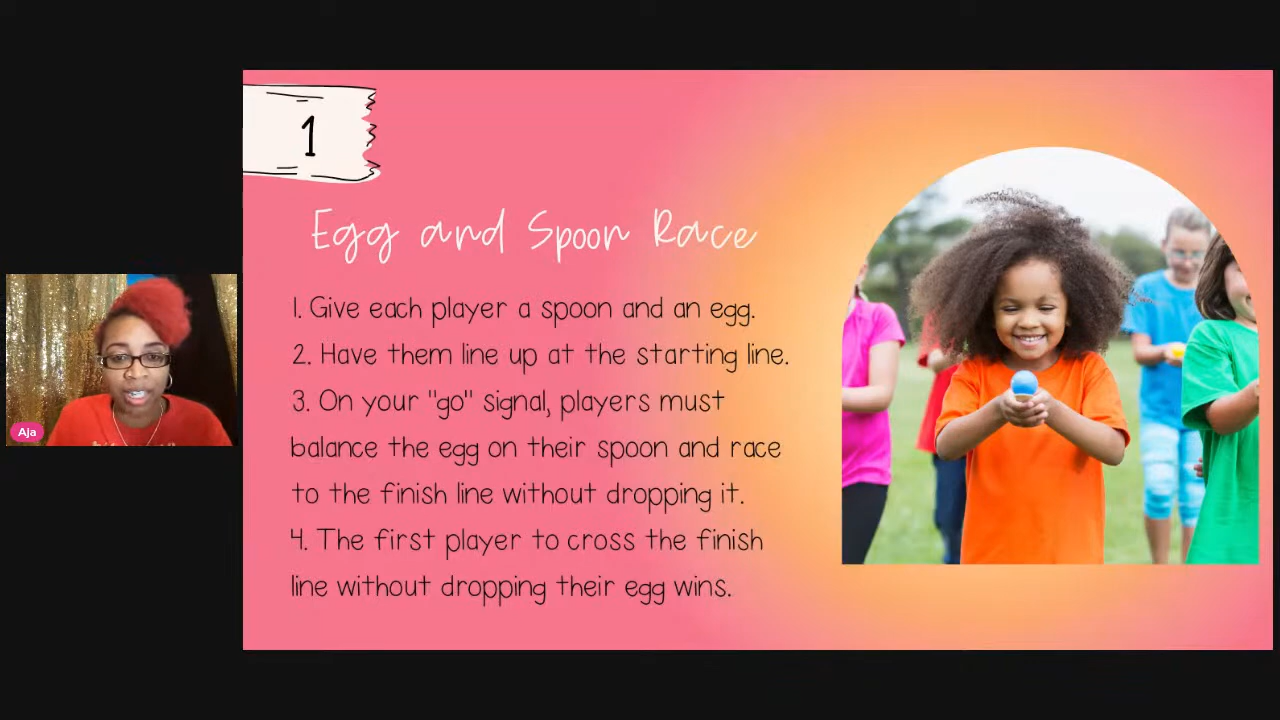 1
Egg and Spoon Race
1. Give each player a spoon and an egg.
2. Have them line up at the starting line.
3. On your "go" signal, players must
balance the egg on their spoon and race
to the finish line without dropping it.
4. The first player to cross the finish
line without dropping their egg wins.
Aja